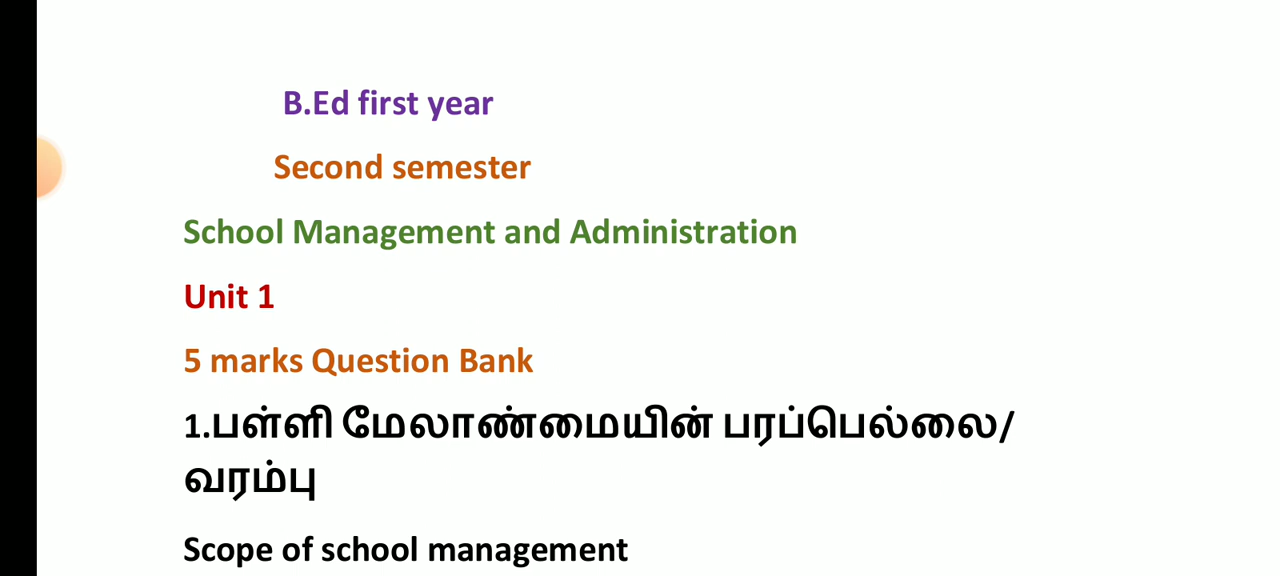 B.Ed first year
Second semester
School Management and Administration
Unit 1
5 marks Question Bank
1.பள்ளி மேலாண்மையின் பரப்பெல்லை/
வரம்பு
Scope of school management